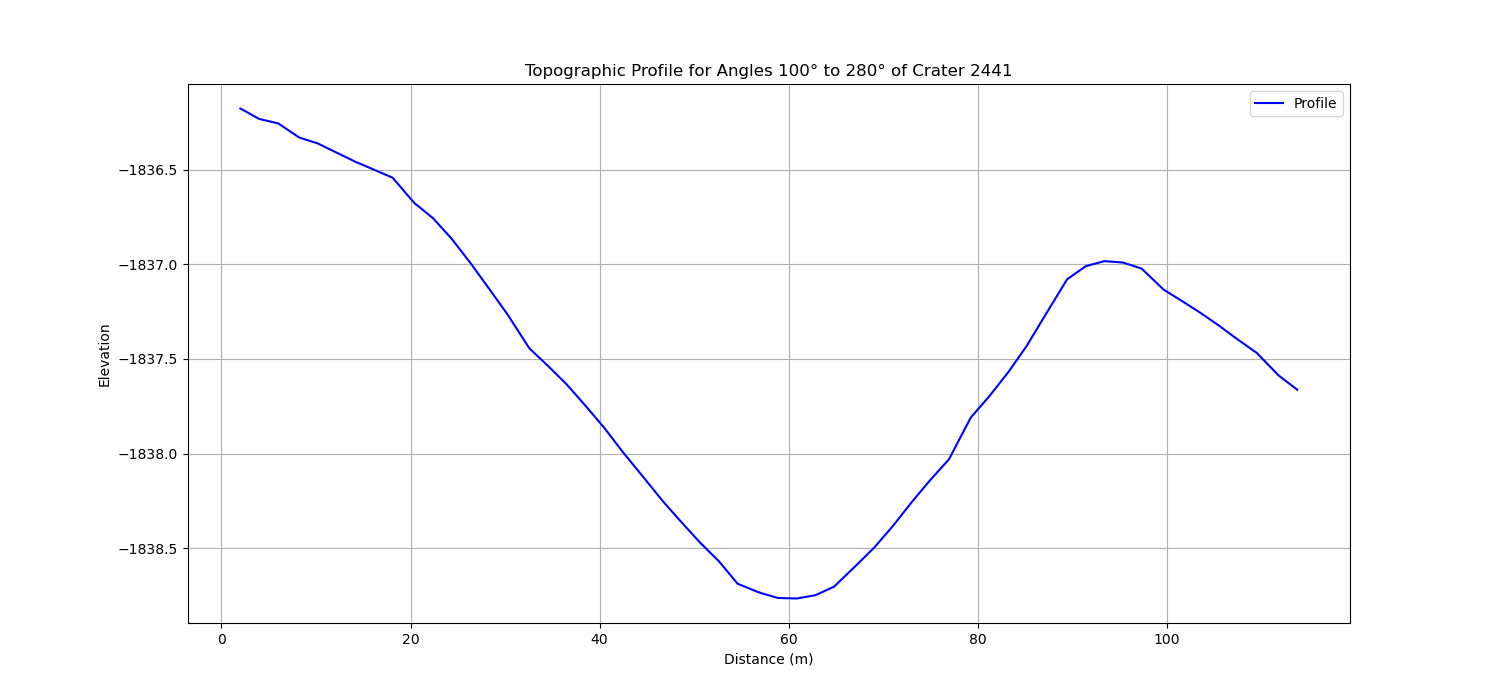 Topographic Profile for Angles 100° to 280° of Crater 2441
Profile
−1836.5
−1837.0
−1837.5
−1838.0
−1838.5
Elevation
0 20 40 60 80 100
Distance (m)